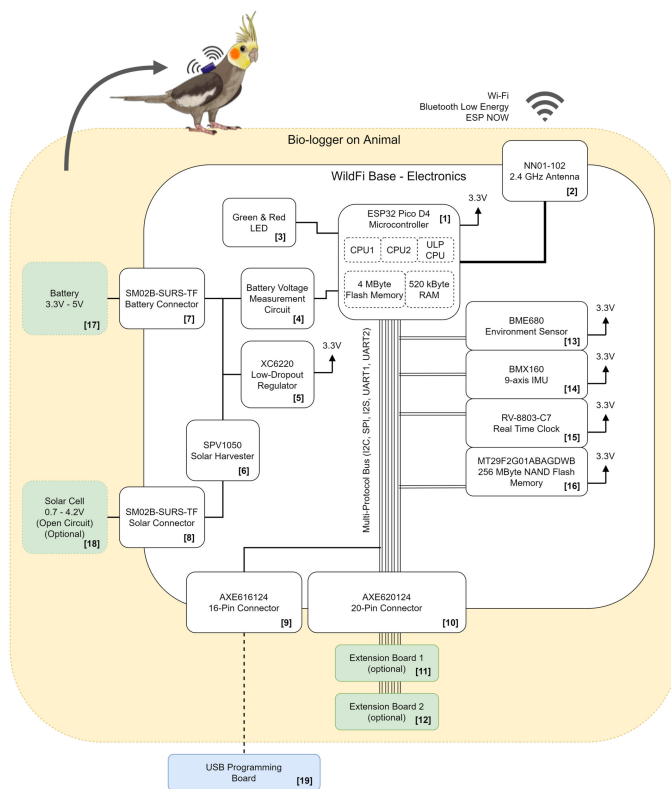 Wi-Fi
Bluetooth Low Energy
ESP NOW
Bio-logger on Animal
WildFi Base - Electronics
NN01-102
2.4 GHz Antenna
[2]
ESP32 Pico D4
Microcontroller
[1]
3.3V
CPU1
CPU2
ULP
CPU
4 MByte
Flash Memory
520 kByte
RAM
Green & Red
LED
[3]
Battery
3.3V - 5V
[17]
SM02B-SURS-TF
Battery Connector
[7]
Battery Voltage
Measurement
Circuit
[4]
XC6220
Low-Dropout
Regulator
[5]
3.3V
SPV1050
Solar Harvester
[6]
Solar Cell
0.7 - 4.2V
(Open Circuit)
(Optional)
[18]
SM02B-SURS-TF
Solar Connector
[8]
Multi-Protocol Bus (I2C, SPI, I2S, UART1, UART2)
BME680
Environment Sensor
[13]
3.3V
BMX160
9-axis IMU
[14]
3.3V
RV-8803-C7
Real Time Clock
[15]
3.3V
MT29F2G01ABAGDWB
256 MByte NAND Flash
Memory
[16]
3.3V
AXE616124
16-Pin Connector
[9]
AXE620124
20-Pin Connector
[10]
Extension Board 1
(optional)
[11]
Extension Board 2
(optional)
[12]
USB Programming
Board
[19]